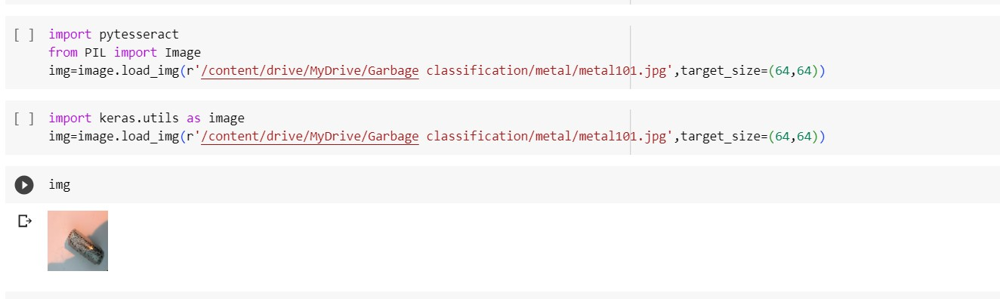 [ ] import pytesseract
from PIL import Image
img=image.load_img(r'/content/drive/MyDrive/Garbage classification/metal/metal101.jpg',target_size=(64,64))
[ ] import keras.utils as image
img=image.load_img(r'/content/drive/MyDrive/Garbage classification/metal/metal101.jpg',target_size=(64,64))
img